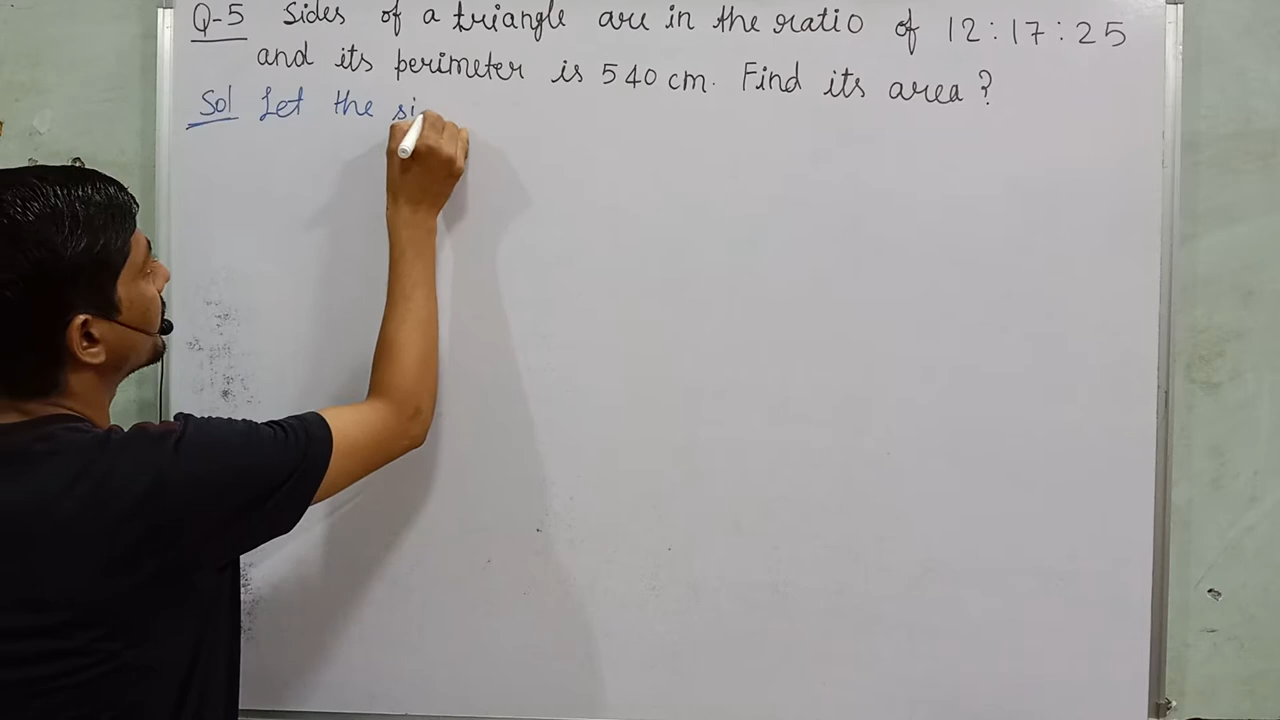 Q-5 Sides of a triangle are in the ratio of 12:17:25
and its perimeter is 540 cm. Find its area?
Sol Let the si